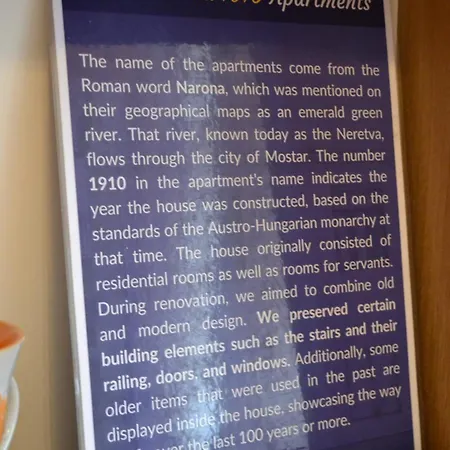 Apartments
The name of the apartments come from the
Roman word Narona, which was mentioned on
their geographical maps as an emerald green
river. That river, known today as the Neretva,
flows through the city of Mostar. The number
1910 in the apartment's name indicates the
year the house was constructed, based on the
standards of the Austro-Hungarian monarchy at
that time. The house originally consisted of
residential rooms as well as rooms for servants.
During renovation, we aimed to combine old
and modern design. We preserved certain
building elements such as the stairs and their
railing, doors, and windows. Additionally, some
older items that were used in the past are
displayed inside the house, showcasing the way
over the last 100 years or more.